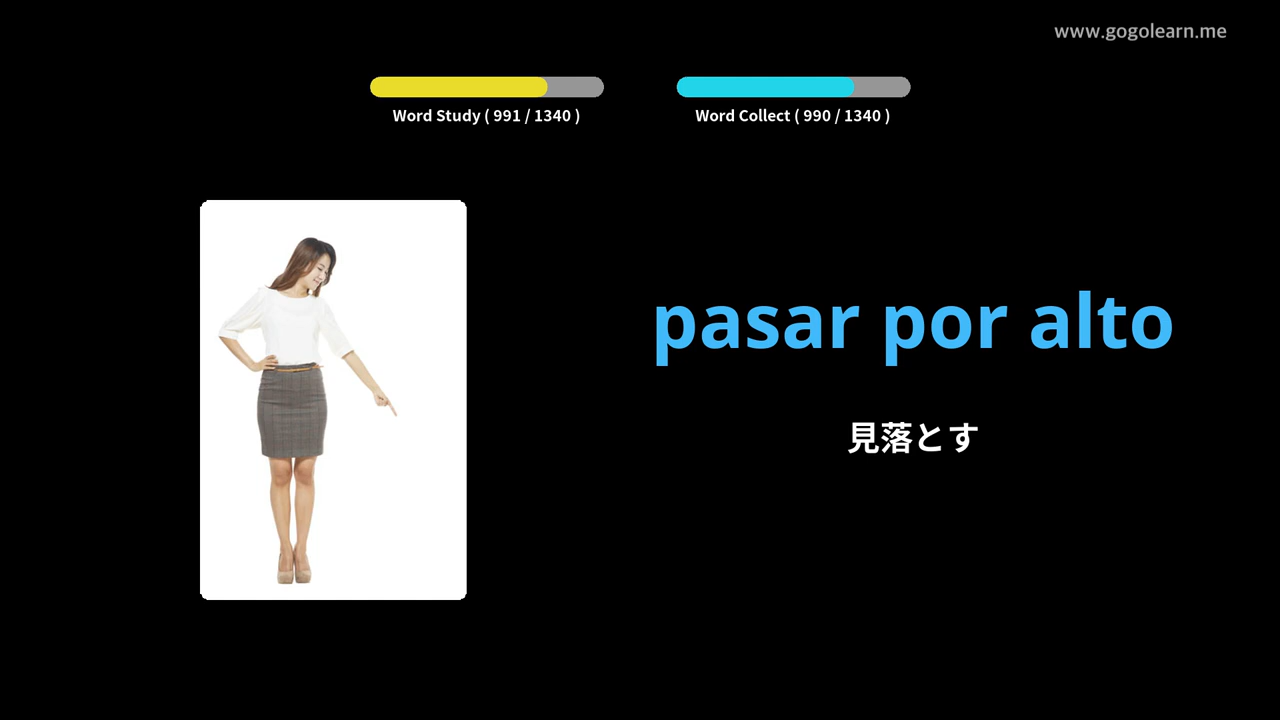 www.gogolearn.me
Word Study ( 991 / 1340 )
Word Collect ( 990 / 1340 )
pasar por alto
見落とす